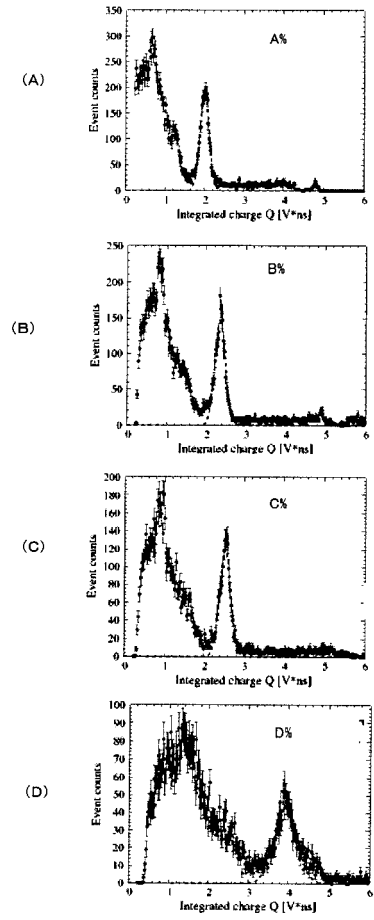 (A)
A%
Event counts
350
300
250
200
150
100
50
0
0 1 2 3 4 5 6
Integrated charge Q [V*ns]
(B)
B%
Event counts
250
200
150
100
50
0
0 1 2 3 4 5 6
Integrated charge Q [V*ns]
(C)
C%
Event counts
200
180
160
140
120
100
80
60
40
20
0
0 1 2 3 4 5 6
Integrated charge Q [V*ns]
(D)
D%
Event counts
100
90
80
70
60
50
40
30
20
10
0
0 1 2 3 4 5 6
Integrated charge Q [V*ns]